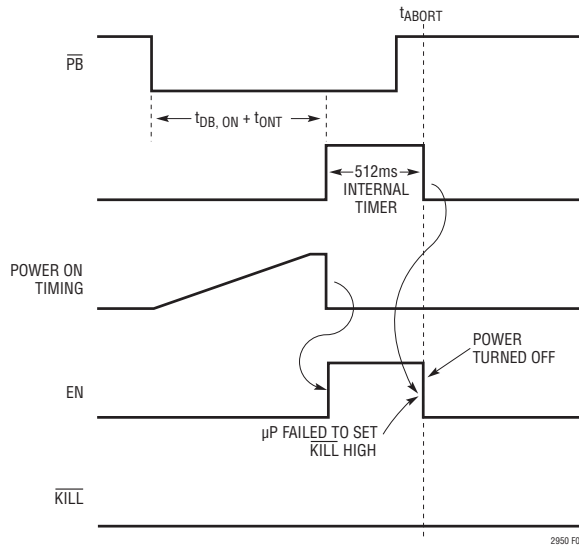 tABORT
PB
tDB, ON + tONT
512ms
INTERNAL
TIMER
POWER ON
TIMING
POWER
TURNED OFF
EN
µP FAILED TO SET
KILL HIGH
KILL
2950 F0